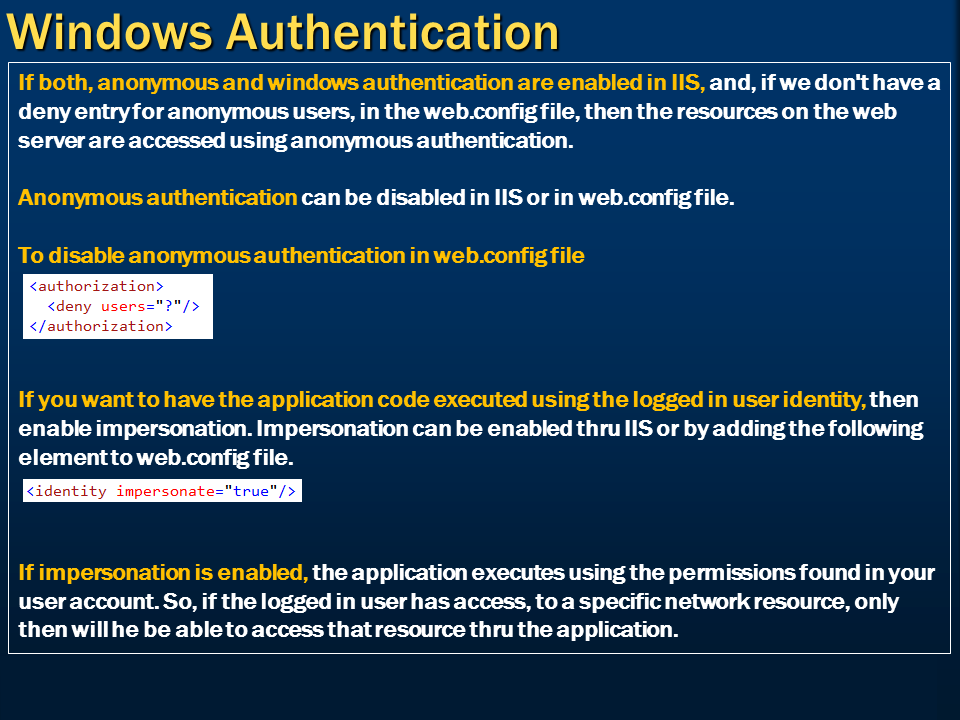 Windows Authentication
If both, anonymous and windows authentication are enabled in IIS, and, if we don't have a
deny entry for anonymous users, in the web.config file, then the resources on the web
server are accessed using anonymous authentication.
Anonymous authentication can be disabled in IIS or in web.config file.
To disable anonymous authentication in web.config file
<authorization>
  <deny users="?"/>
</authorization>
If you want to have the application code executed using the logged in user identity, then
enable impersonation. Impersonation can be enabled thru IIS or by adding the following
element to web.config file.
<identity impersonate="true"/>
If impersonation is enabled, the application executes using the permissions found in your
user account. So, if the logged in user has access, to a specific network resource, only
then will he be able to access that resource thru the application.